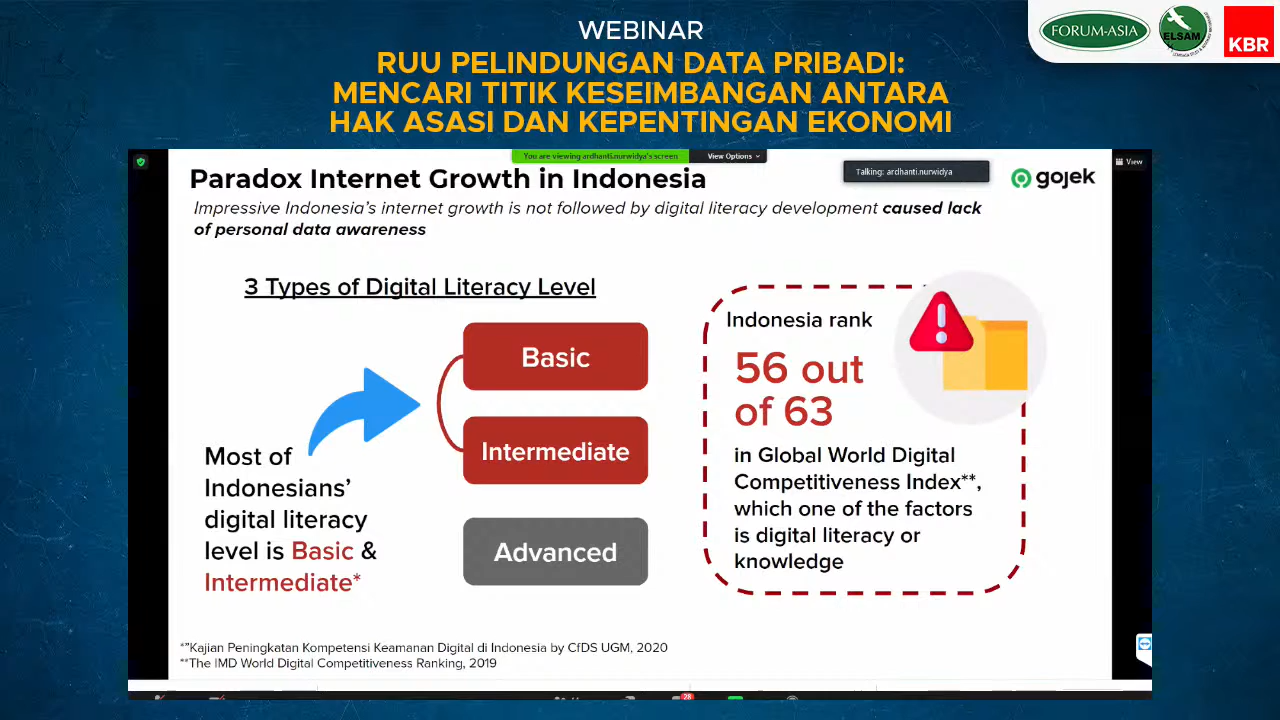 WEBINAR
RUU PELINDUNGAN DATA PRIBADI:
MENCARI TITIK KESEIMBANGAN ANTARA
HAK ASASI DAN KEPENTINGAN EKONOMI
FORUM-ASIA
ELSAM
KBR
You are viewing ardhanti.nurwidya's screen
View Options
Talking: ardhanti.nurwidya
View
Paradox Internet Growth in Indonesia
gojek
Impressive Indonesia's internet growth is not followed by digital literacy development caused lack
of personal data awareness
3 Types of Digital Literacy Level
Basic
Intermediate
Advanced
Most of
Indonesians'
digital literacy
level is Basic &
Intermediate*
Indonesia rank
56 out
of 63
in Global World Digital
Competitiveness Index**,
which one of the factors
is digital literacy or
knowledge
*"Kajian Peningkatan Kompetensi Keamanan Digital di Indonesia by CfDS UGM, 2020
**The IMD World Digital Competitiveness Ranking, 2019
28